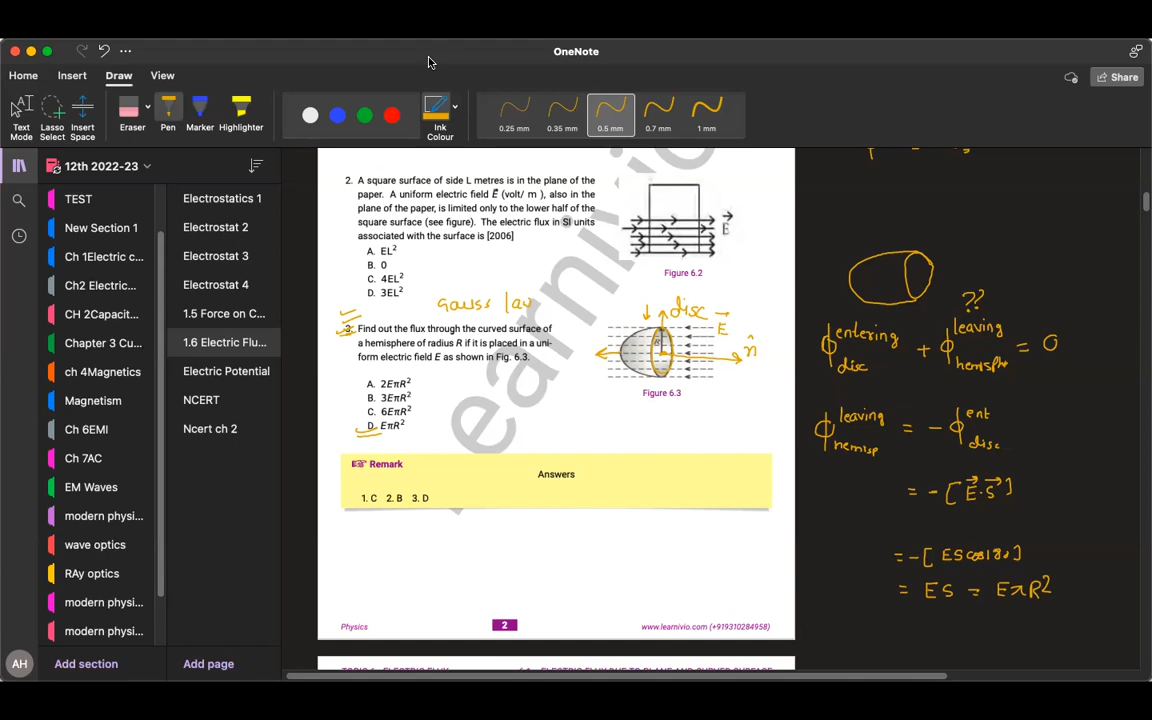 OneNote
Home Insert Draw View
Share
Text Mode
Lasso Select
Insert Space
Eraser
Pen
Marker
Highlighter
Ink Colour
0.25 mm
0.35 mm
0.5 mm
0.7 mm
1 mm
12th 2022-23
TEST
New Section 1
Ch 1Electric c...
Ch2 Electric...
CH 2Capacit...
Chapter 3 Cu...
ch 4Magnetics
Magnetism
Ch 6EMI
Ch 7AC
EM Waves
modern physi...
wave optics
RAy optics
modern physi...
modern physi...
Add section
AH
Electrostatics 1
Electrostat 2
Electrostat 3
Electrostat 4
1.5 Force on C...
1.6 Electric Flu...
Electric Potential
NCERT
Ncert ch 2
Add page
2. A square surface of side L metres is in the plane of the
paper. A uniform electric field E⃗ (volt/ m ), also in the
plane of the paper, is limited only to the lower half of the
square surface (see figure). The electric flux in SI units
associated with the surface is [2006]
A. EL²
B. 0
C. 4EL²
D. 3EL²
E⃗
Figure 6.2
gauss law
3. Find out the flux through the curved surface of
a hemisphere of radius R if it is placed in a uni-
form electric field E as shown in Fig. 6.3.
A. 2EπR²
B. 3EπR²
C. 6EπR²
D. EπR²
disc
E⃗
R
n̂
Figure 6.3
Remark
Answers
1. C 2. B 3. D
Physics
2
www.learnivio.com (+919310284958)
learnivio
??
ϕ entering disc + ϕ leaving hemisphe = 0
ϕ leaving hemisp = - ϕ ent disc
= - [E⃗.S⃗]
= - [ES cos180]
= ES = EπR²